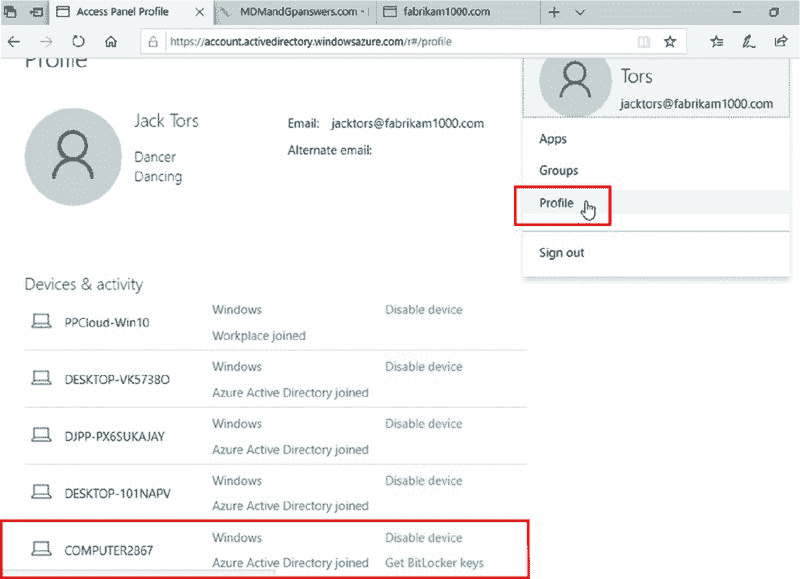 Access Panel Profile
MDMandGpanswers.com -
fabrikam1000.com
https://account.activedirectory.windowsazure.com/r#/profile
Profile
Jack Tors
Dancer
Dancing
Email: jacktors@fabrikam1000.com
Alternate email:
Tors
jacktors@fabrikam1000.com
Apps
Groups
Profile
Sign out
Devices & activity
PPCloud-Win10
Windows
Workplace joined
Disable device
DESKTOP-VK5738O
Windows
Azure Active Directory joined
Disable device
DJPP-PX6SUKAJAY
Windows
Azure Active Directory joined
Disable device
DESKTOP-101NAPV
Windows
Azure Active Directory joined
Disable device
COMPUTER2867
Windows
Azure Active Directory joined
Disable device
Get BitLocker keys